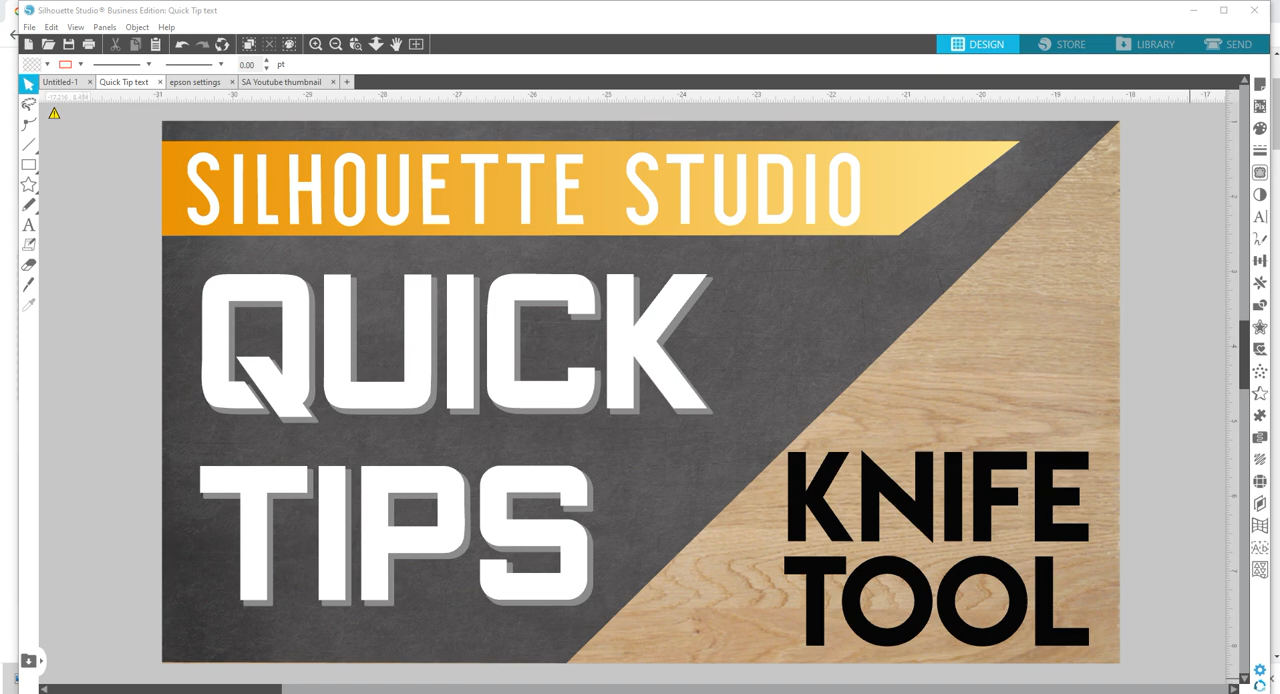 Silhouette Studio® Business Edition: Quick Tip text
File Edit View Panels Object Help
DESIGN STORE LIBRARY SEND
0.00 pt
Untitled-1 Quick Tip text epson settings SA Youtube thumbnail
-31 -30 -29 -28 -27 -26 -25 -24 -23 -22 -21 -20 -19 -18 -17
SILHOUETTE STUDIO
QUICK
TIPS
KNIFE
TOOL